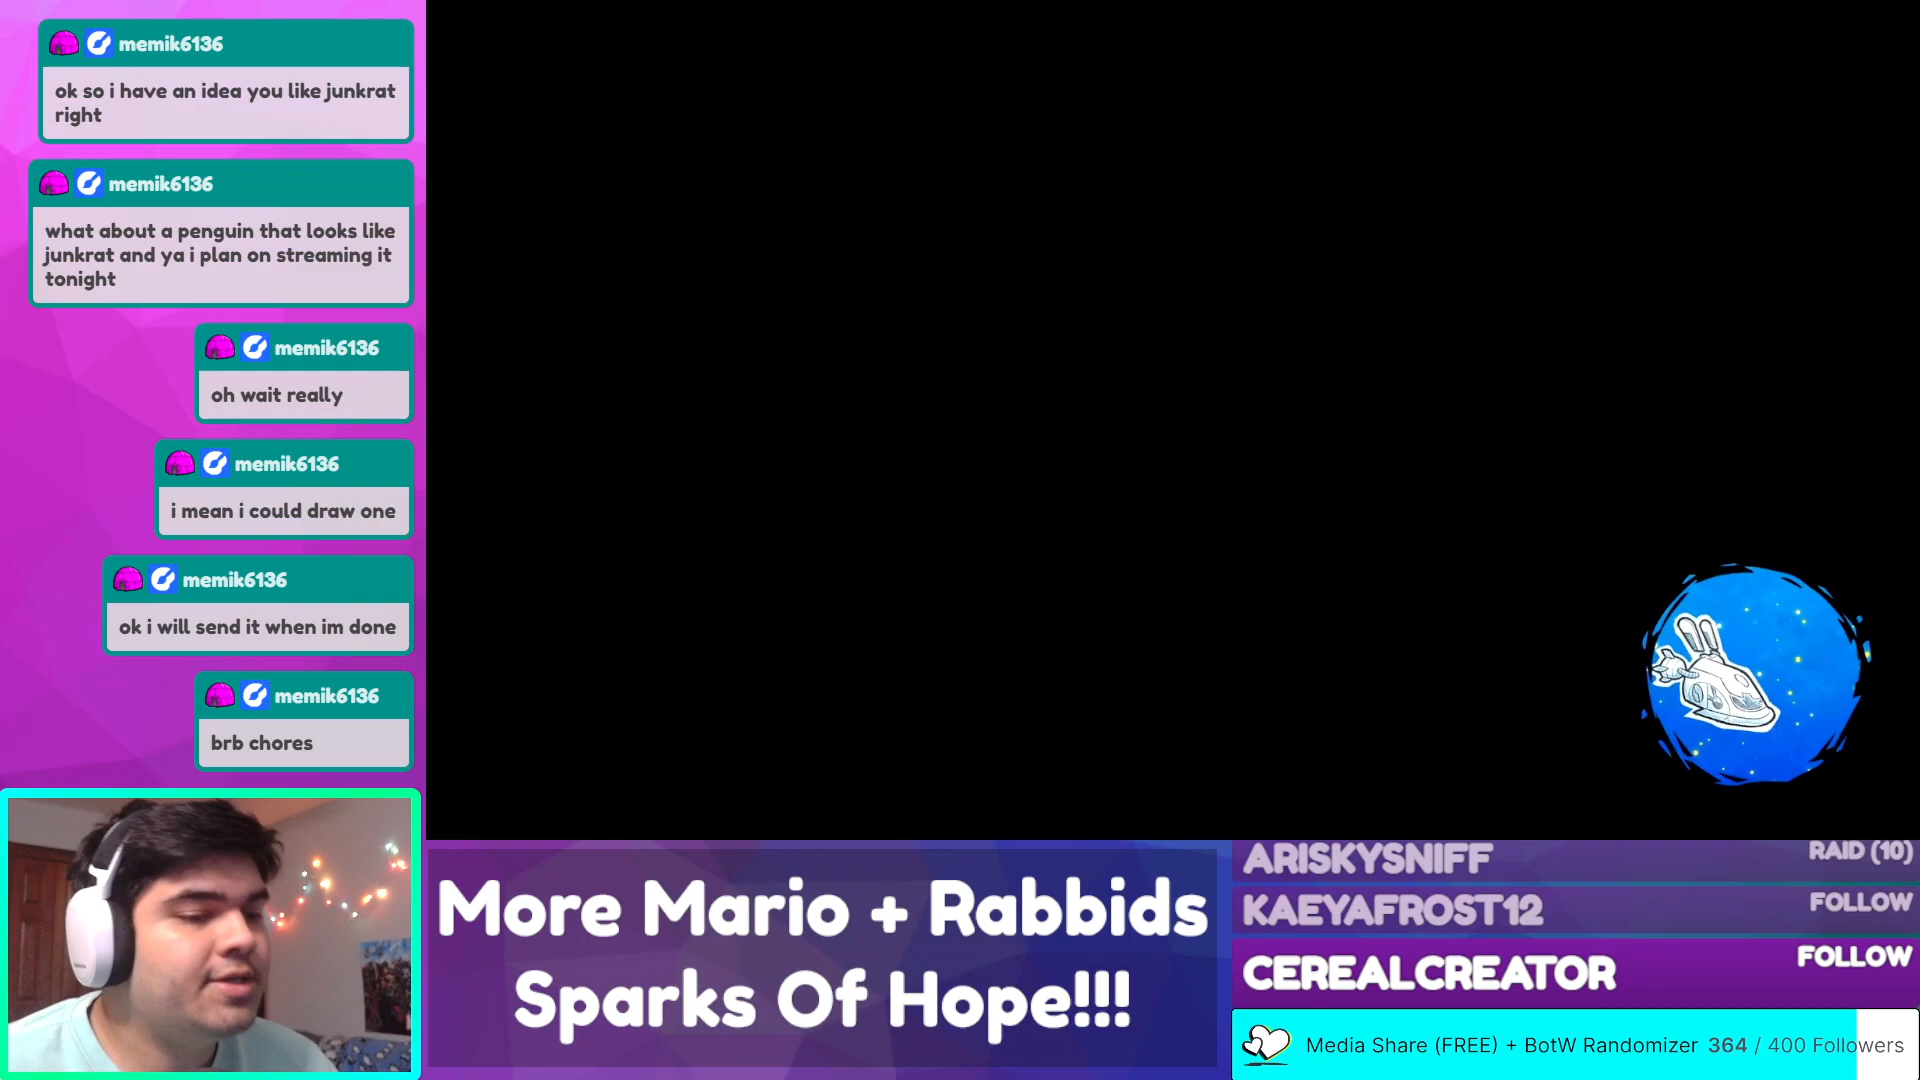 memik6136
ok so i have an idea you like junkrat
right
memik6136
what about a penguin that looks like
junkrat and ya i plan on streaming it
tonight
memik6136
oh wait really
memik6136
i mean i could draw one
memik6136
ok i will send it when im done
memik6136
brb chores
More Mario + Rabbids
Sparks Of Hope!!!
ARISKYSNIFF RAID (10)
KAEYAFROST12 FOLLOW
CEREALCREATOR FOLLOW
Media Share (FREE) + BotW Randomizer 364 / 400 Followers